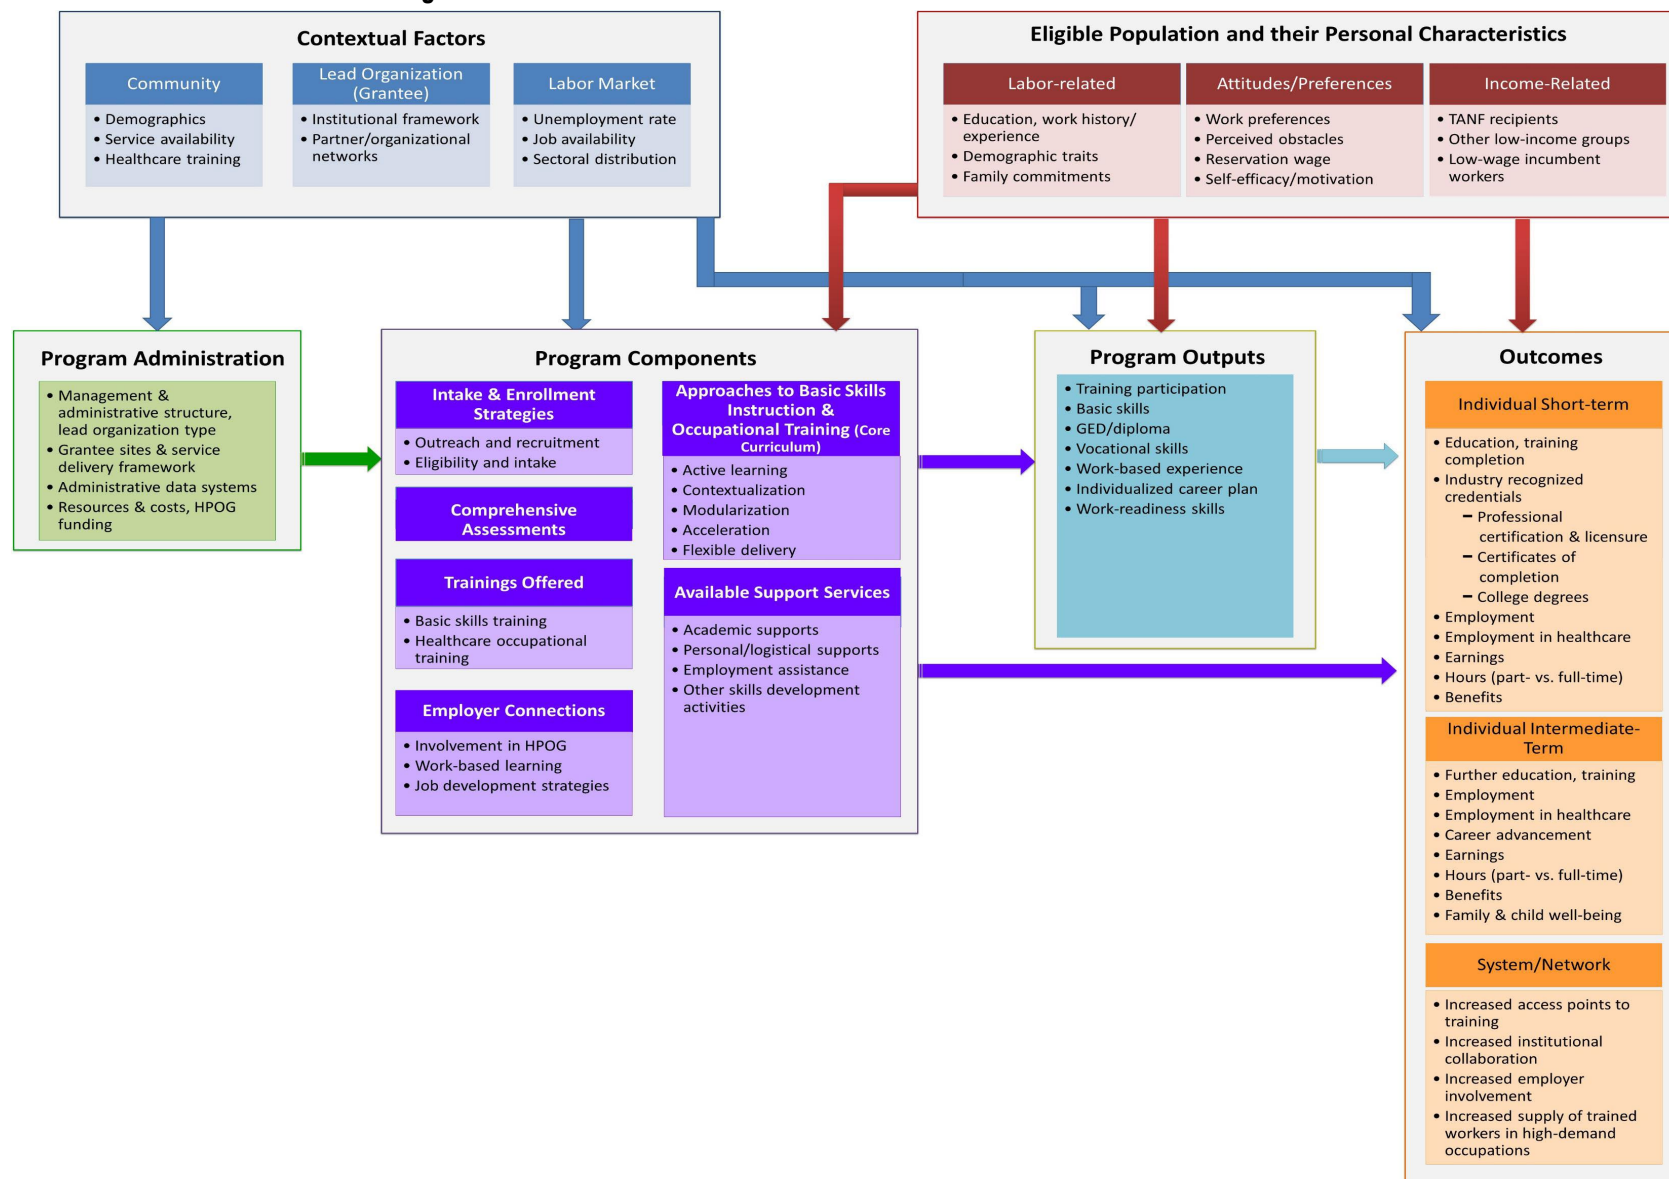 Contextual Factors
Community
• Demographics
• Service availability
• Healthcare training
Lead Organization
(Grantee)
• Institutional framework
• Partner/organizational
networks
Labor Market
• Unemployment rate
• Job availability
• Sectoral distribution
Eligible Population and their Personal Characteristics
Labor-related
• Education, work history/
experience
• Demographic traits
• Family commitments
Attitudes/Preferences
• Work preferences
• Perceived obstacles
• Reservation wage
• Self-efficacy/motivation
Income-Related
• TANF recipients
• Other low-income groups
• Low-wage incumbent
workers
Program Administration
• Management &
administrative structure,
lead organization type
• Grantee sites & service
delivery framework
• Administrative data systems
• Resources & costs, HPOG
funding
Program Components
Intake & Enrollment
Strategies
• Outreach and recruitment
• Eligibility and intake
Comprehensive
Assessments
Trainings Offered
• Basic skills training
• Healthcare occupational
training
Employer Connections
• Involvement in HPOG
• Work-based learning
• Job development strategies
Approaches to Basic Skills
Instruction &
Occupational Training (Core
Curriculum)
• Active learning
• Contextualization
• Modularization
• Acceleration
• Flexible delivery
Available Support Services
• Academic supports
• Personal/logistical supports
• Employment assistance
• Other skills development
activities
Program Outputs
• Training participation
• Basic skills
• GED/diploma
• Vocational skills
• Work-based experience
• Individualized career plan
• Work-readiness skills
Outcomes
Individual Short-term
• Education, training
completion
• Industry recognized
credentials
– Professional
certification & licensure
– Certificates of
completion
– College degrees
• Employment
• Employment in healthcare
• Earnings
• Hours (part- vs. full-time)
• Benefits
Individual Intermediate-
Term
• Further education, training
• Employment
• Employment in healthcare
• Career advancement
• Earnings
• Hours (part- vs. full-time)
• Benefits
• Family & child well-being
System/Network
• Increased access points to
training
• Increased institutional
collaboration
• Increased employer
involvement
• Increased supply of trained
workers in high-demand
occupations